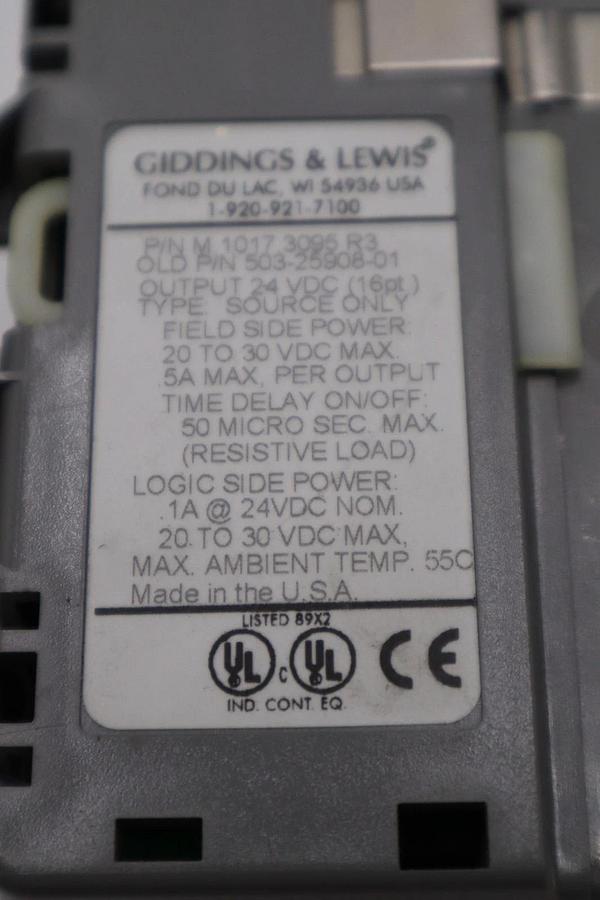 GIDDINGS & LEWIS®
FOND DU LAC, WI 54936 USA
1-920-921-7100
P/N M.1017.3095 R3
OLD P/N 503-25908-01
OUTPUT 24 VDC (16pt.)
TYPE: SOURCE ONLY
FIELD SIDE POWER:
20 TO 30 VDC MAX.
.5A MAX, PER OUTPUT
TIME DELAY ON/OFF:
50 MICRO SEC. MAX.
(RESISTIVE LOAD)
LOGIC SIDE POWER:
.1A @ 24VDC NOM.
20 TO 30 VDC MAX,
MAX. AMBIENT TEMP. 55C
Made in the U.S.A.
LISTED 89X2
UL C UL CE
IND. CONT. EQ.